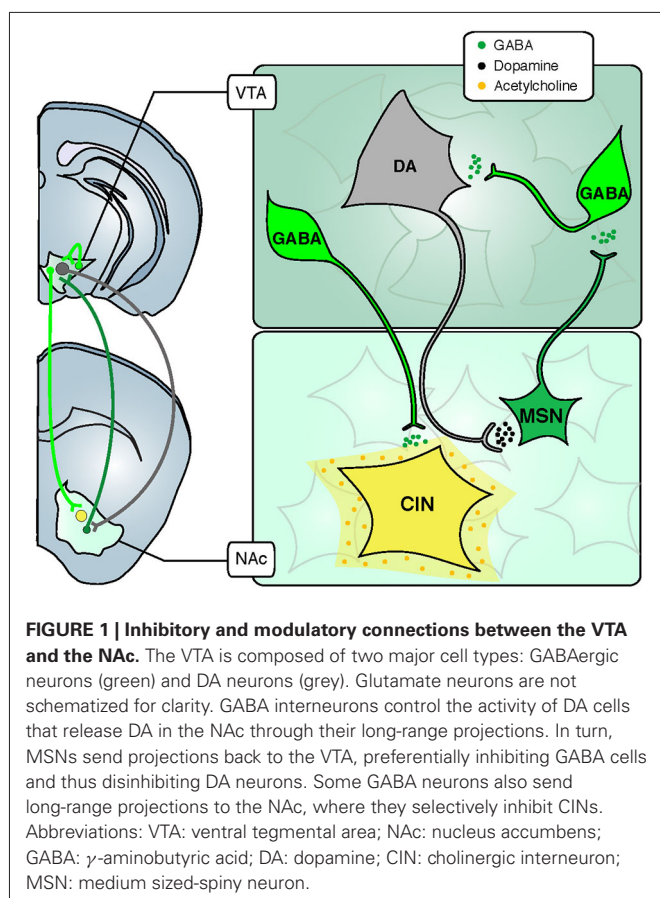 GABA
Dopamine
Acetylcholine
VTA
DA
GABA
GABA
MSN
CIN
NAc
FIGURE 1 | Inhibitory and modulatory connections between the VTA
and the NAc. The VTA is composed of two major cell types: GABAergic
neurons (green) and DA neurons (grey). Glutamate neurons are not
schematized for clarity. GABA interneurons control the activity of DA cells
that release DA in the NAc through their long-range projections. In turn,
MSNs send projections back to the VTA, preferentially inhibiting GABA cells
and thus disinhibiting DA neurons. Some GABA neurons also send
long-range projections to the NAc, where they selectively inhibit CINs.
Abbreviations: VTA: ventral tegmental area; NAc: nucleus accumbens;
GABA: γ-aminobutyric acid; DA: dopamine; CIN: cholinergic interneuron;
MSN: medium sized-spiny neuron.